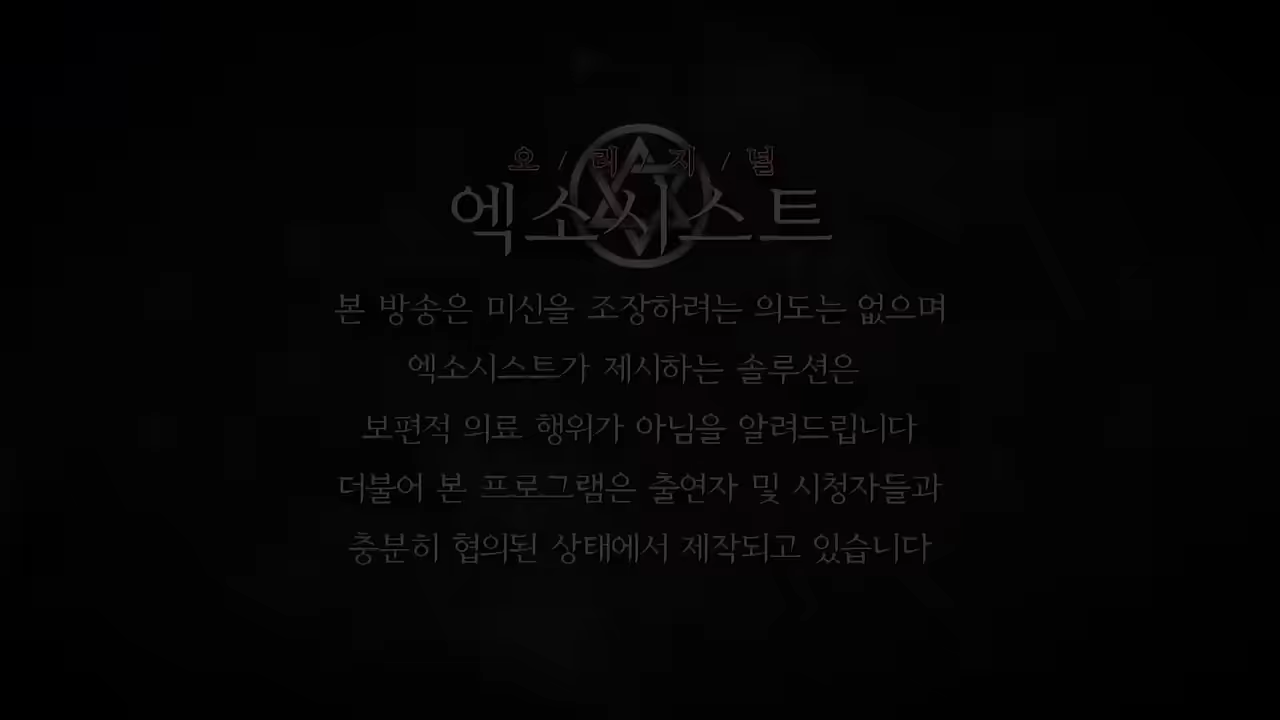 오 / 리 / 지 / 널
엑소시스트
본 방송은 미신을 조장하려는 의도는 없으며
엑소시스트가 제시하는 솔루션은
보편적 의료 행위가 아님을 알려드립니다
더불어 본 프로그램은 출연자 및 시청자들과
충분히 협의된 상태에서 제작되고 있습니다